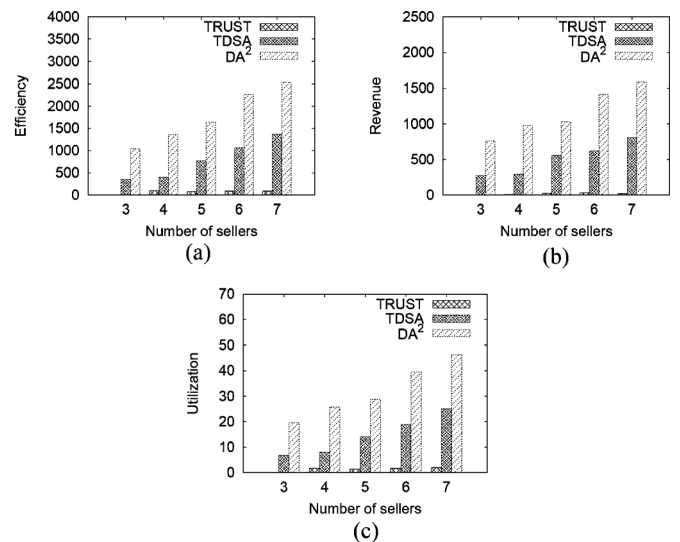 4000
3500
3000
2500
2000
1500
1000
500
0
Efficiency
TRUST
TDSA
DA²
3 4 5 6 7
Number of sellers
(a)
2500
2000
1500
1000
500
0
Revenue
TRUST
TDSA
DA²
3 4 5 6 7
Number of sellers
(b)
70
60
50
40
30
20
10
0
Utilization
TRUST
TDSA
DA²
3 4 5 6 7
Number of sellers
(c)